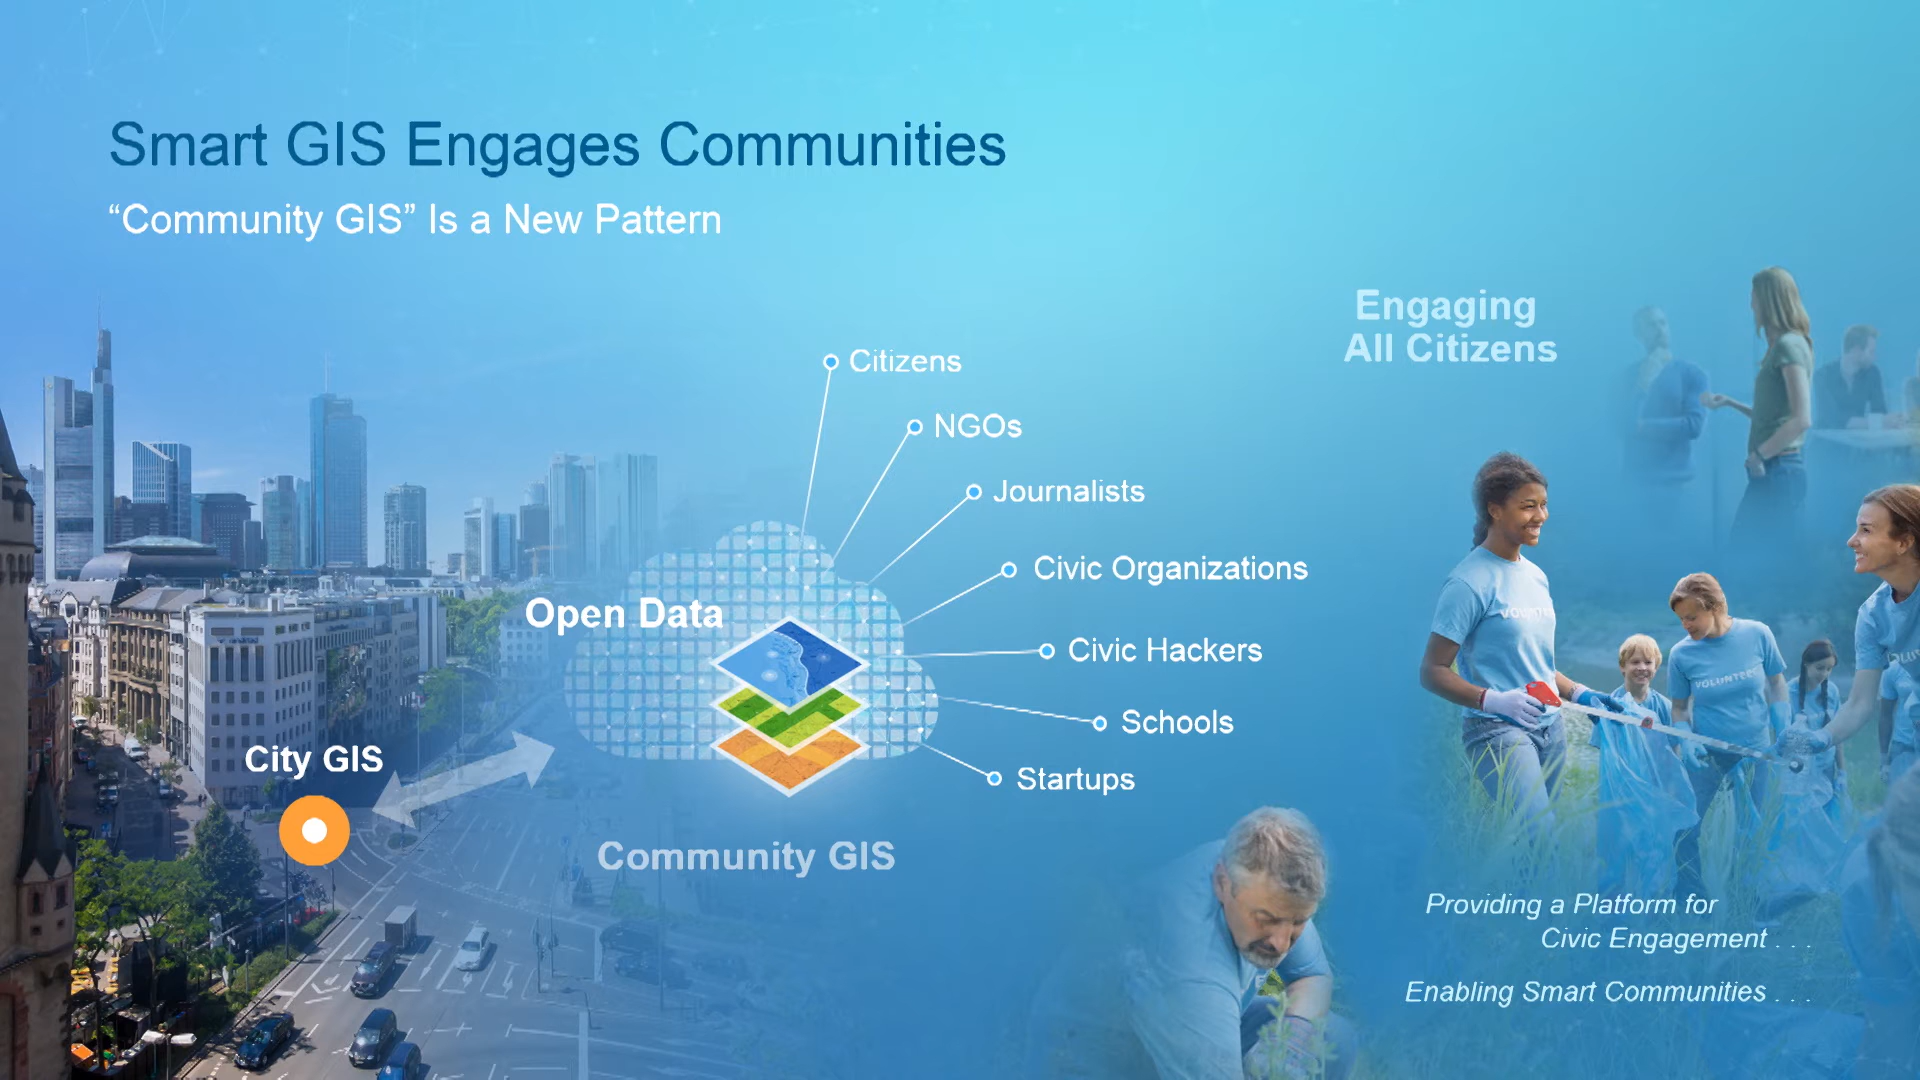 Smart GIS Engages Communities
“Community GIS” Is a New Pattern
Engaging
All Citizens
Citizens
NGOs
Journalists
Civic Organizations
Open Data
Civic Hackers
Schools
City GIS
Startups
Community GIS
VOLUNTEER
Providing a Platform for
Civic Engagement . . .
Enabling Smart Communities . . .